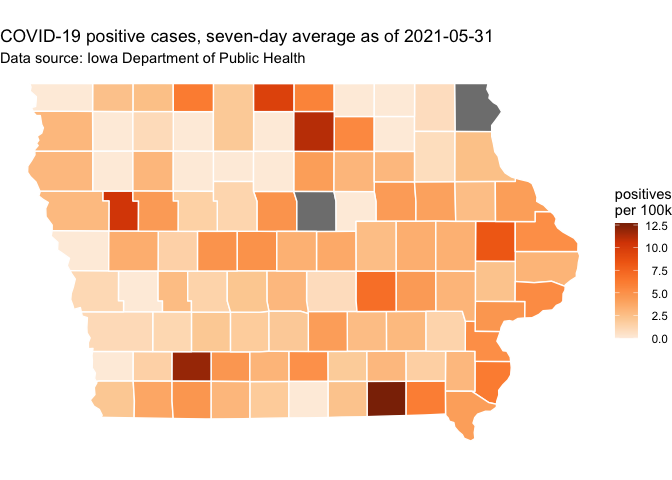 COVID-19 positive cases, seven-day average as of 2021-05-31
Data source: Iowa Department of Public Health
positives
per 100k
12.5
10.0
7.5
5.0
2.5
0.0